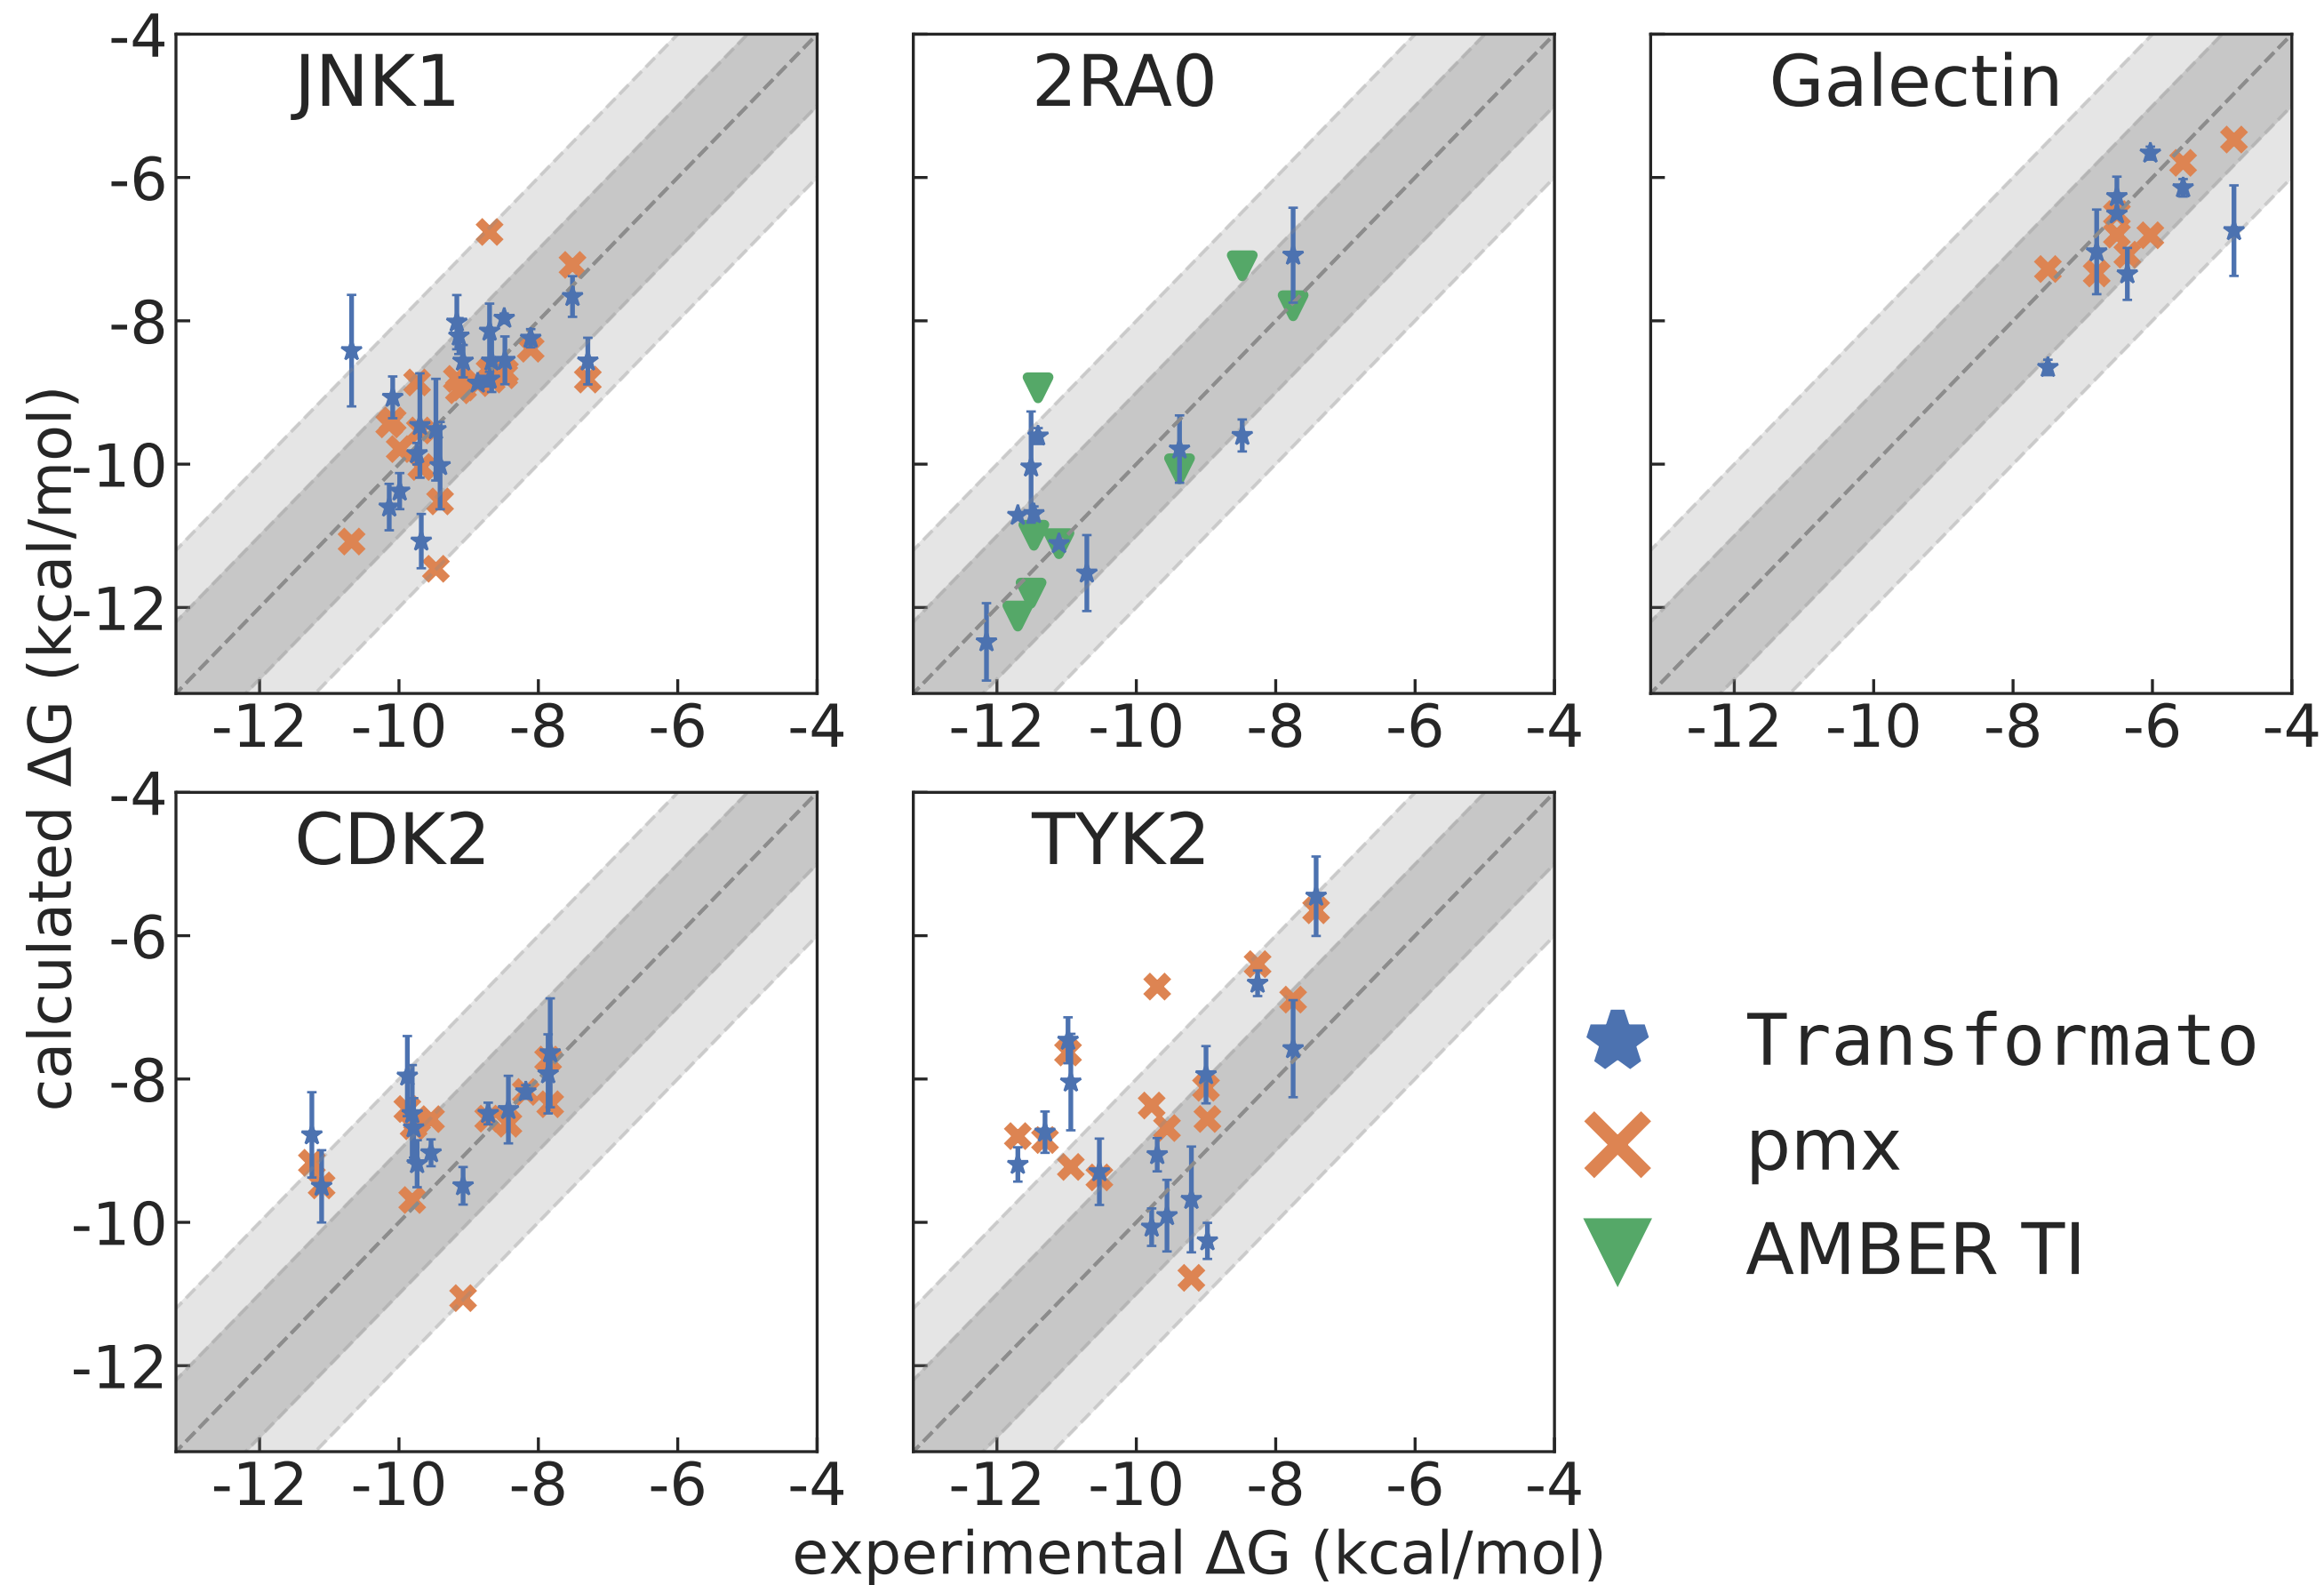 calculated ΔG (kcal/mol)
-4
-6
-8
-10
-12
JNK1
-12 -10 -8 -6 -4
2RA0
-12 -10 -8 -6 -4
Galectin
-12 -10 -8 -6 -4
-4
-6
-8
-10
-12
CDK2
-12 -10 -8 -6 -4
TYK2
-12 -10 -8 -6 -4
Transformato
pmx
AMBER TI
experimental ΔG (kcal/mol)